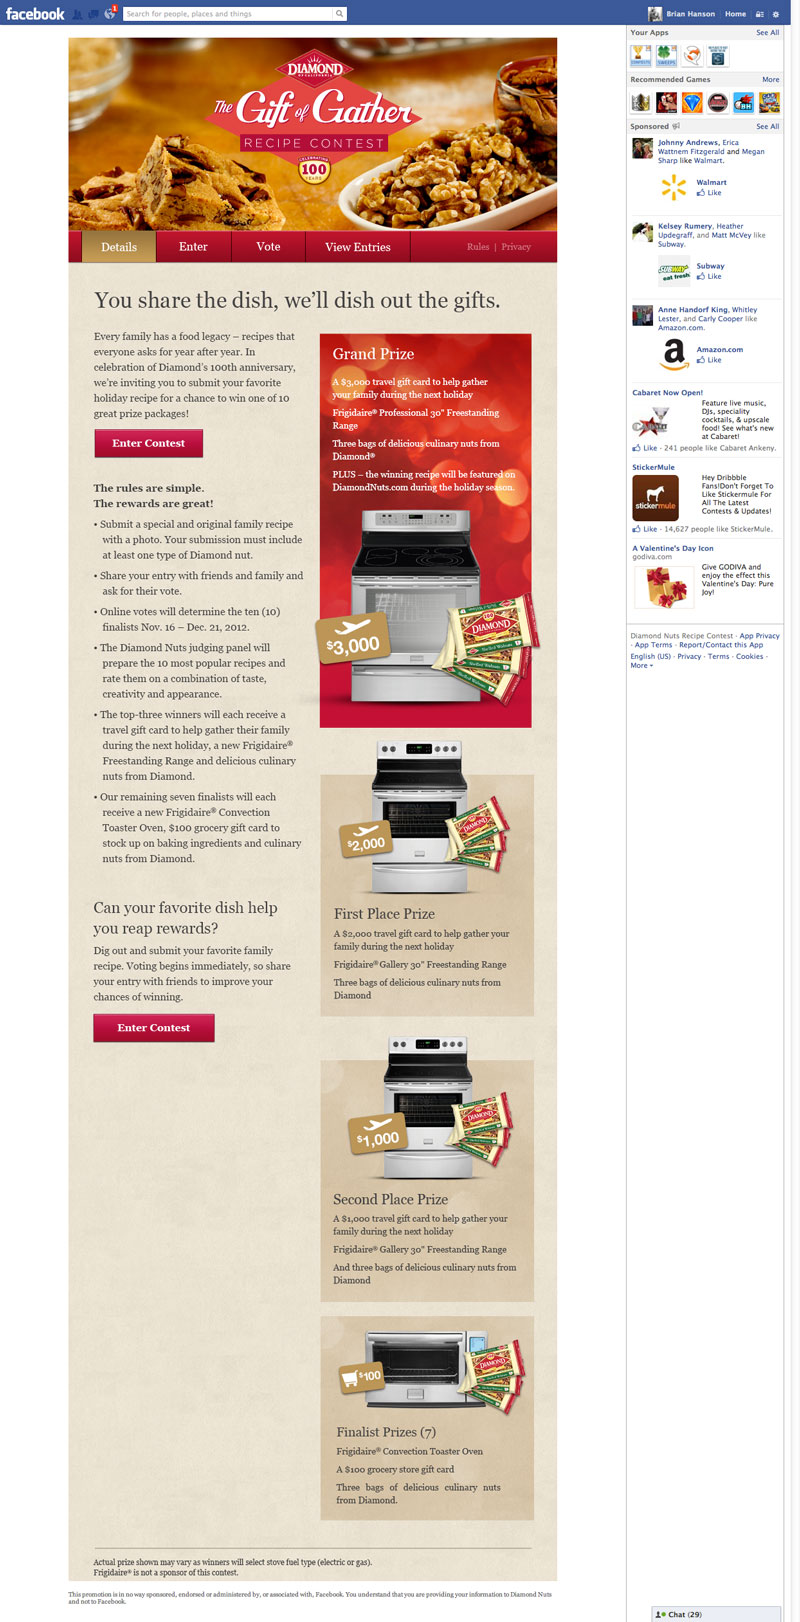 facebook
1
Search for people, places and things
Brian Hanson
Home
DIAMOND
OF CALIFORNIA
The Gift of Gather
RECIPE CONTEST
CELEBRATING
100
YEARS
Details
Enter
Vote
View Entries
Rules | Privacy
You share the dish, we'll dish out the gifts.
Every family has a food legacy – recipes that
everyone asks for year after year. In
celebration of Diamond's 100th anniversary,
we're inviting you to submit your favorite
holiday recipe for a chance to win one of 10
great prize packages!
Enter Contest
The rules are simple.
The rewards are great!
• Submit a special and original family recipe
with a photo. Your submission must include
at least one type of Diamond nut.
• Share your entry with friends and family and
ask for their vote.
• Online votes will determine the ten (10)
finalists Nov. 16 – Dec. 21, 2012.
• The Diamond Nuts judging panel will
prepare the 10 most popular recipes and
rate them on a combination of taste,
creativity and appearance.
• The top-three winners will each receive a
travel gift card to help gather their family
during the next holiday, a new Frigidaire®
Freestanding Range and delicious culinary
nuts from Diamond.
• Our remaining seven finalists will each
receive a new Frigidaire® Convection
Toaster Oven, $100 grocery gift card to
stock up on baking ingredients and culinary
nuts from Diamond.
Can your favorite dish help
you reap rewards?
Dig out and submit your favorite family
recipe. Voting begins immediately, so share
your entry with friends to improve your
chances of winning.
Enter Contest
Grand Prize
A $3,000 travel gift card to help gather
your family during the next holiday
Frigidaire® Professional 30" Freestanding
Range
Three bags of delicious culinary nuts from
Diamond®
PLUS – the winning recipe will be featured on
DiamondNuts.com during the holiday season.
$3,000
DIAMOND
Shelled Walnuts
$2,000
DIAMOND
First Place Prize
A $2,000 travel gift card to help gather your
family during the next holiday
Frigidaire® Gallery 30" Freestanding Range
Three bags of delicious culinary nuts from
Diamond
$1,000
DIAMOND
Second Place Prize
A $1,000 travel gift card to help gather your
family during the next holiday
Frigidaire® Gallery 30" Freestanding Range
And three bags of delicious culinary nuts from
Diamond
$100
DIAMOND
Finalist Prizes (7)
Frigidaire® Convection Toaster Oven
A $100 grocery store gift card
Three bags of delicious culinary nuts
from Diamond.
Actual prize shown may vary as winners will select stove fuel type (electric or gas).
Frigidaire® is not a sponsor of this contest.
This promotion is in no way sponsored, endorsed or administered by, or associated with, Facebook. You understand that you are providing your information to Diamond Nuts
and not to Facebook.
Your Apps
See All
CONTESTS
SWEEPS
Recommended Games
More
Sponsored
See All
Johnny Andrews, Erica
Wattnem Fitzgerald and Megan
Sharp like Walmart.
Walmart
Like
Kelsey Rumery, Heather
Updegraff, and Matt McVey like
Subway.
SUBWAY
eat fresh
Subway
Like
Anne Handorf King, Whitley
Lester, and Carly Cooper like
Amazon.com.
a
Amazon.com
Like
Cabaret Now Open!
CABARET
Feature live music,
DJs, speciality
cocktails, & upscale
food! See what's new
at Cabaret!
Like · 241 people like Cabaret Ankeny.
StickerMule
stickermule
Hey Dribbble
Fans!Don't Forget To
Like Stickermule For
All The Latest
Contests & Updates!
Like · 14,627 people like StickerMule.
A Valentine's Day Icon
godiva.com
Give GODIVA and
enjoy the effect this
Valentine's Day: Pure
Joy!
Diamond Nuts Recipe Contest · App Privacy
· App Terms · Report/Contact this App
English (US) · Privacy · Terms · Cookies ·
More
Chat (29)